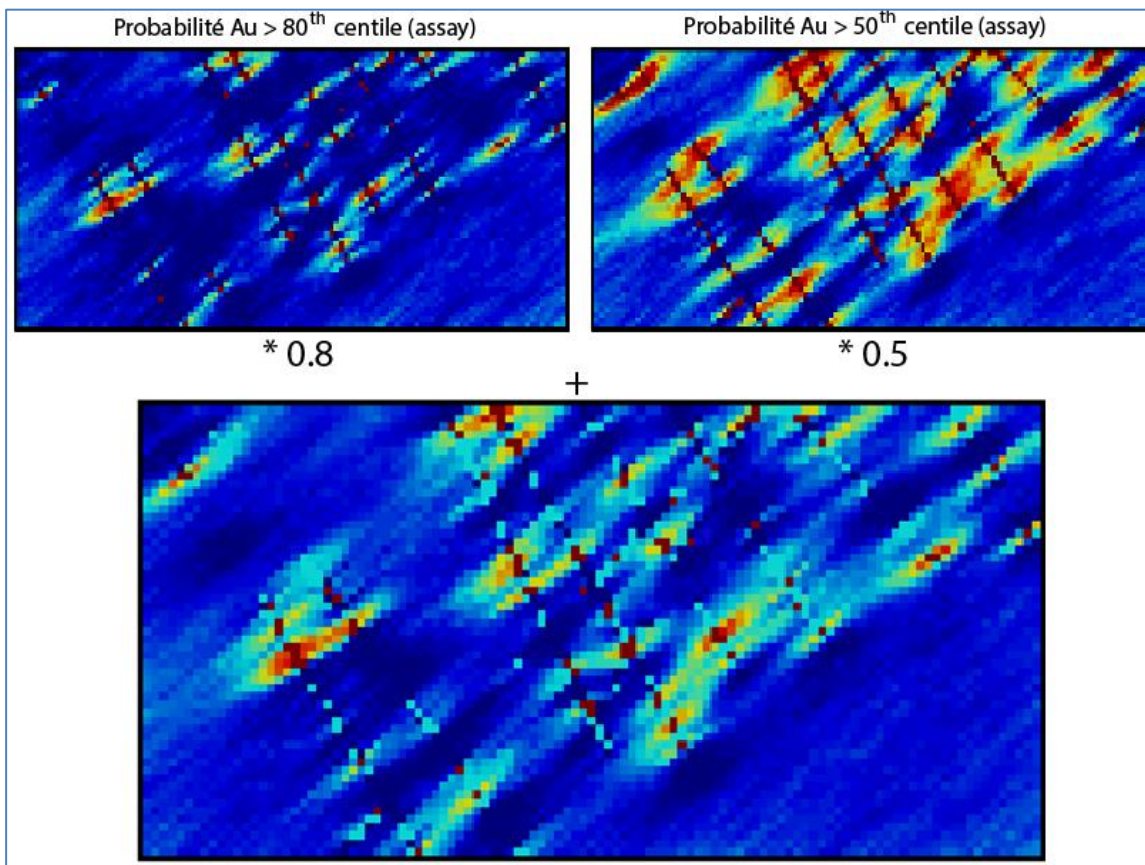 Probabilité Au > 80th centile (assay)
Probabilité Au > 50th centile (assay)
* 0.8
* 0.5
+